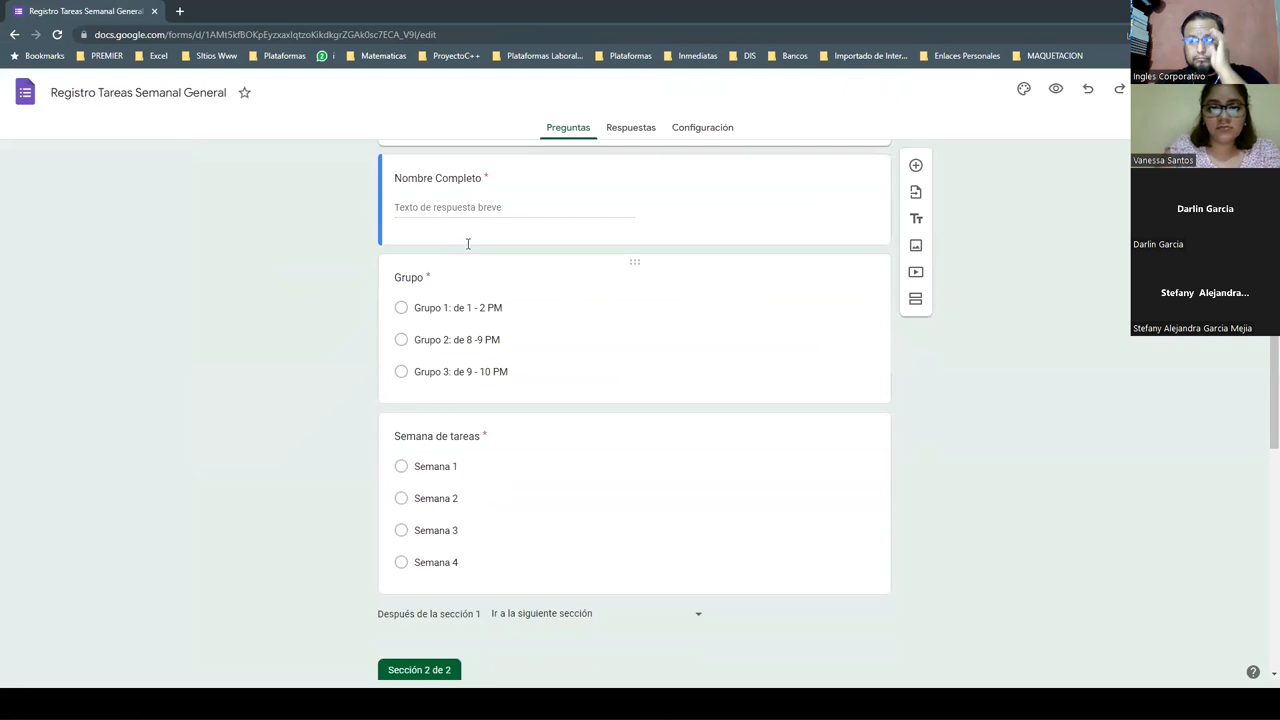 Registro Tareas Semanal General
docs.google.com/forms/d/1AMtSkfBOKpEyzxaxIqtzoKikdkgrZGAk0sc7ECA_V9I/edit
Bookmarks PREMIER Excel SItios Www Plataformas i Matematicas ProyectoC++ Plataformas Laboral... Plataformas Inmediatas DIS Bancos Importado de Inter... Enlaces Personales MAQUETACION
Registro Tareas Semanal General
Preguntas Respuestas Configuración
Nombre Completo *
Texto de respuesta breve
Grupo *
Grupo 1: de 1 - 2 PM
Grupo 2: de 8 -9 PM
Grupo 3: de 9 - 10 PM
Semana de tareas *
Semana 1
Semana 2
Semana 3
Semana 4
Después de la sección 1 Ir a la siguiente sección
Sección 2 de 2
Ingles Corporativo
Vanessa Santos
Darlin Garcia
Darlin Garcia
Stefany Alejandra...
Stefany Alejandra Garcia Mejia